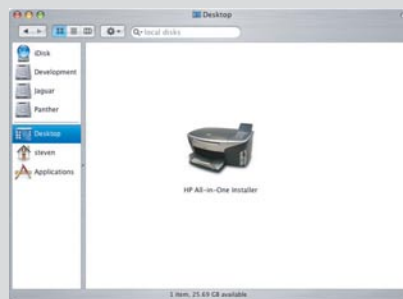 Desktop
Q- local disks
iDisk
Development
Jaguar
Panther
Desktop
steven
Applications
HP All-in-One Installer
1 item, 25.69 GB available